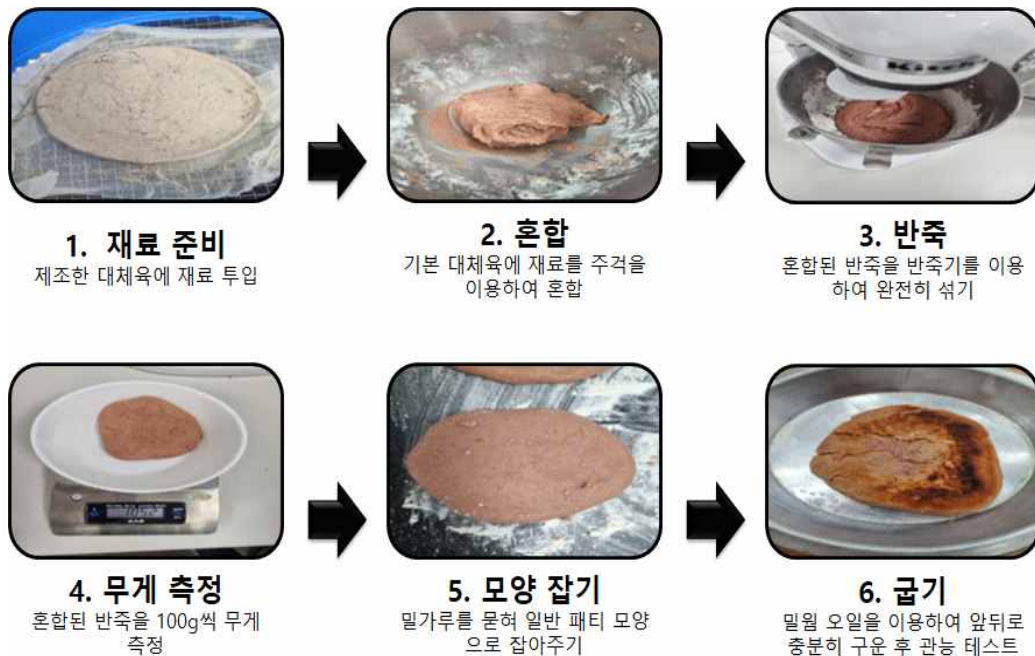 1. 재료 준비
제조한 대체육에 재료 투입
2. 혼합
기본 대체육에 재료를 주걱을
이용하여 혼합
3. 반죽
혼합된 반죽을 반죽기를 이용
하여 완전히 섞기
4. 무게 측정
혼합된 반죽을 100g씩 무게
측정
5. 모양 잡기
밀가루를 묻혀 일반 패티 모양
으로 잡아주기
6. 굽기
밀웜 오일을 이용하여 앞뒤로
충분히 구운 후 관능 테스트